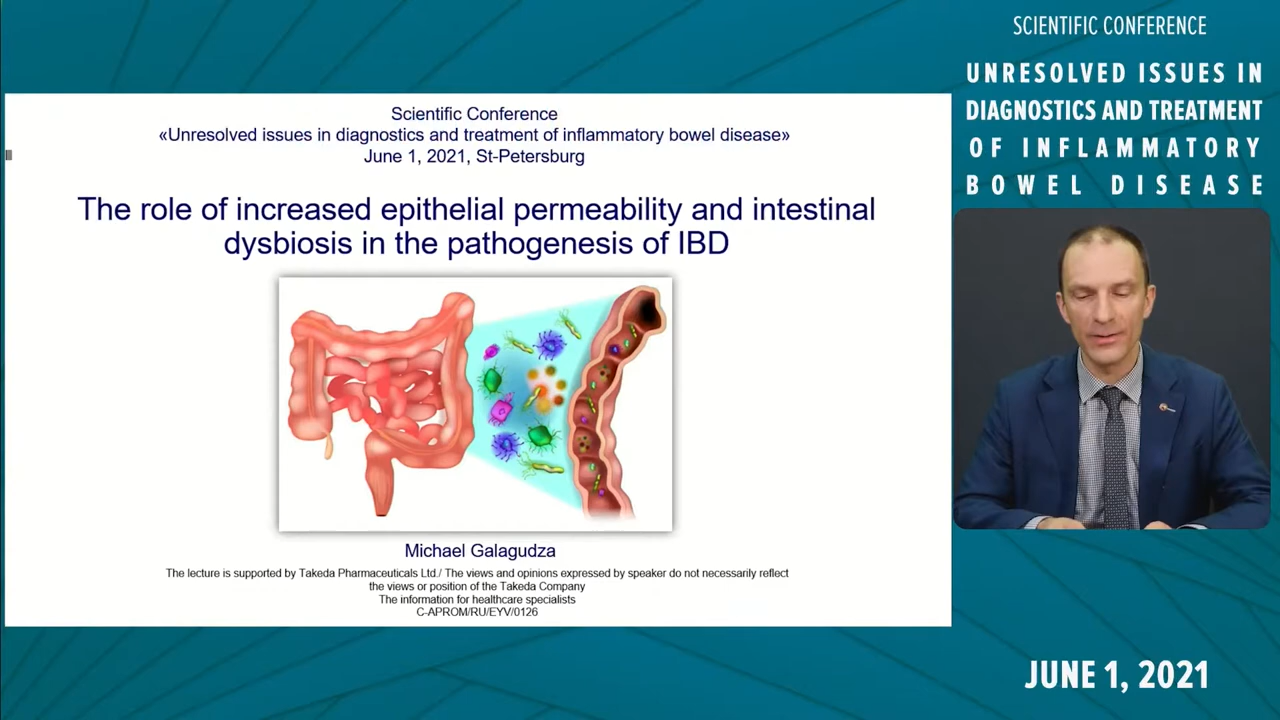 Scientific Conference
«Unresolved issues in diagnostics and treatment of inflammatory bowel disease»
June 1, 2021, St-Petersburg
The role of increased epithelial permeability and intestinal
dysbiosis in the pathogenesis of IBD
Michael Galagudza
The lecture is supported by Takeda Pharmaceuticals Ltd./ The views and opinions expressed by speaker do not necessarily reflect
the views or position of the Takeda Company
The information for healthcare specialists
C-APROM/RU/EYV/0126
SCIENTIFIC CONFERENCE
UNRESOLVED ISSUES IN
DIAGNOSTICS AND TREATMENT
OF INFLAMMATORY
BOWEL DISEASE
JUNE 1, 2021